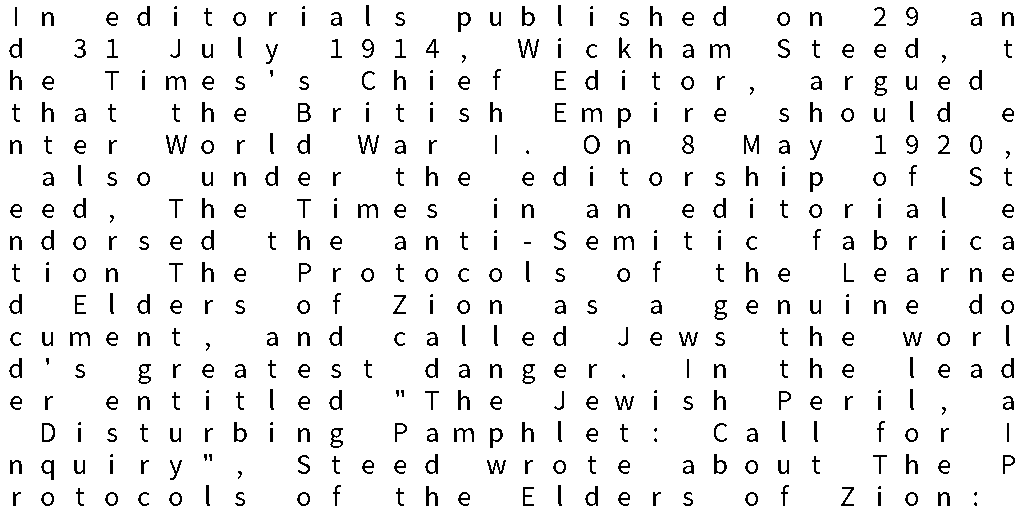 In editorials published on 29 an
d 31 July 1914, Wickham Steed, t
he Times's Chief Editor, argued
that the British Empire should e
nter World War I. On 8 May 1920,
 also under the editorship of St
eed, The Times in an editorial e
ndorsed the anti-Semitic fabrica
tion The Protocols of the Learne
d Elders of Zion as a genuine do
cument, and called Jews the worl
d's greatest danger. In the lead
er entitled "The Jewish Peril, a
 Disturbing Pamphlet: Call for I
nquiry", Steed wrote about The P
rotocols of the Elders of Zion: